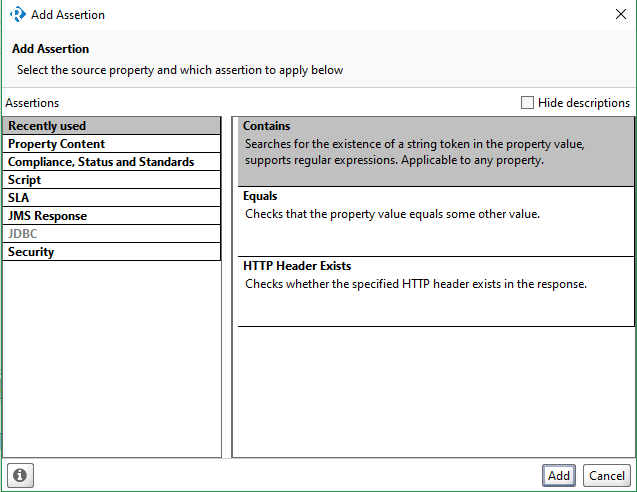 Add Assertion
Add Assertion
Select the source property and which assertion to apply below
Assertions
Hide descriptions
Recently used
Property Content
Compliance, Status and Standards
Script
SLA
JMS Response
JDBC
Security
Contains
Searches for the existence of a string token in the property value,
supports regular expressions. Applicable to any property.
Equals
Checks that the property value equals some other value.
HTTP Header Exists
Checks whether the specified HTTP header exists in the response.
Add
Cancel